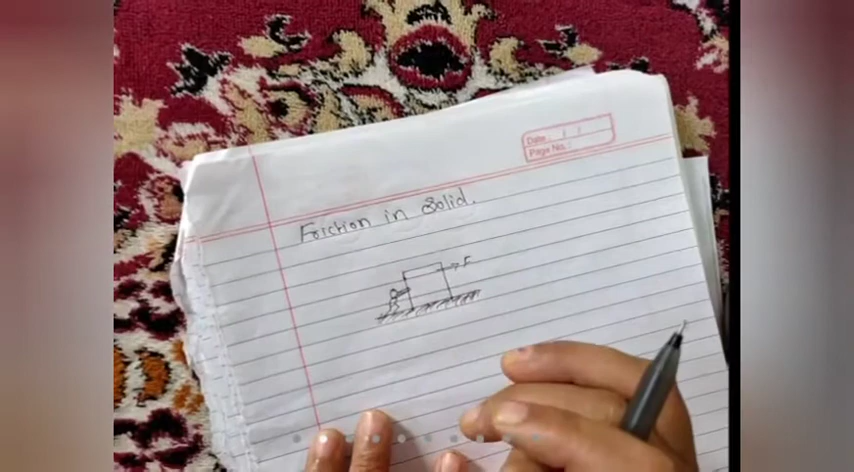 Date : / /
Page No. :
Friction in Solid.
F